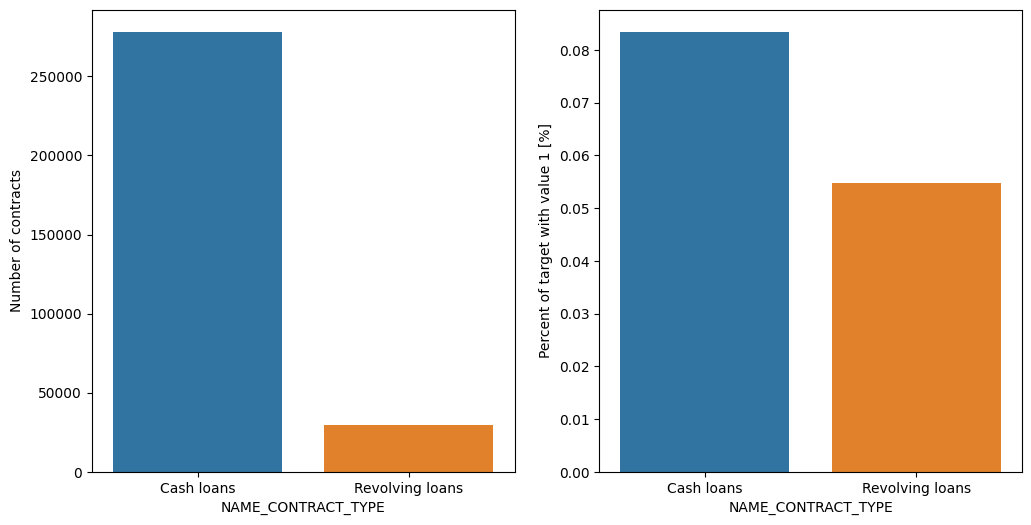 Number of contracts
250000
200000
150000
100000
50000
0
Cash loans
Revolving loans
NAME_CONTRACT_TYPE
Percent of target with value 1 [%]
0.08
0.07
0.06
0.05
0.04
0.03
0.02
0.01
0.00
Cash loans
Revolving loans
NAME_CONTRACT_TYPE